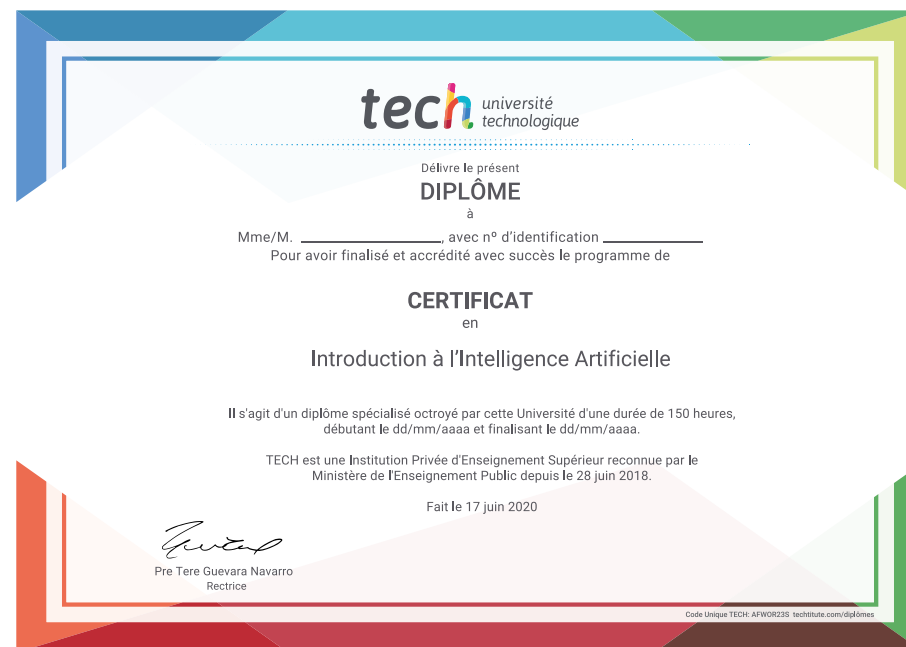 tech université
technologique
Délivre le présent
DIPLÔME
à
Mme/M. ____________________, avec nº d'identification ______________
Pour avoir finalisé et accrédité avec succès le programme de
CERTIFICAT
en
Introduction à l'Intelligence Artificielle
Il s'agit d'un diplôme spécialisé octroyé par cette Université d'une durée de 150 heures,
débutant le dd/mm/aaaa et finalisant le dd/mm/aaaa.
TECH est une Institution Privée d'Enseignement Supérieur reconnue par le
Ministère de l'Enseignement Public depuis le 28 juin 2018.
Fait le 17 juin 2020
Pre Tere Guevara Navarro
Rectrice
Code Unique TECH: AFWOR23S techtitute.com/diplômes